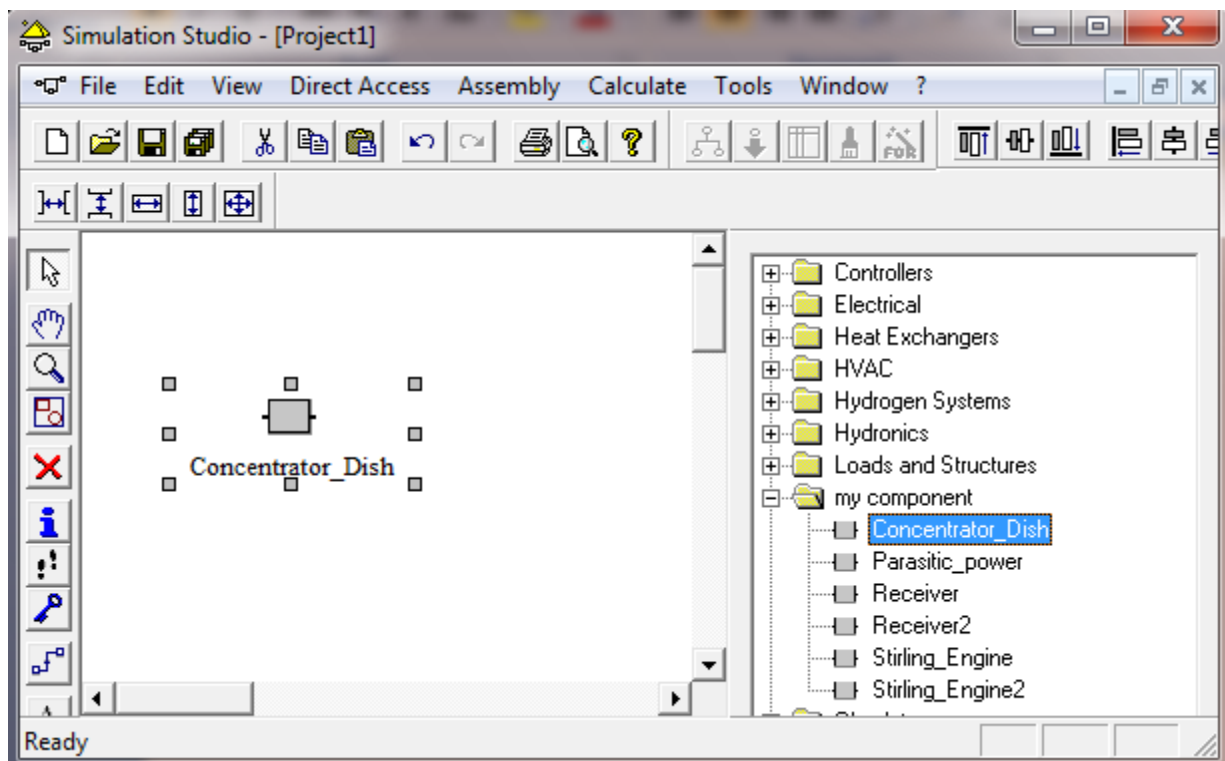 Simulation Studio - [Project1]
File Edit View Direct Access Assembly Calculate Tools Window ?
FOR
Controllers
Electrical
Heat Exchangers
HVAC
Hydrogen Systems
Hydronics
Loads and Structures
my component
Concentrator_Dish
Parasitic_power
Receiver
Receiver2
Stirling_Engine
Stirling_Engine2
Concentrator_Dish
Ready